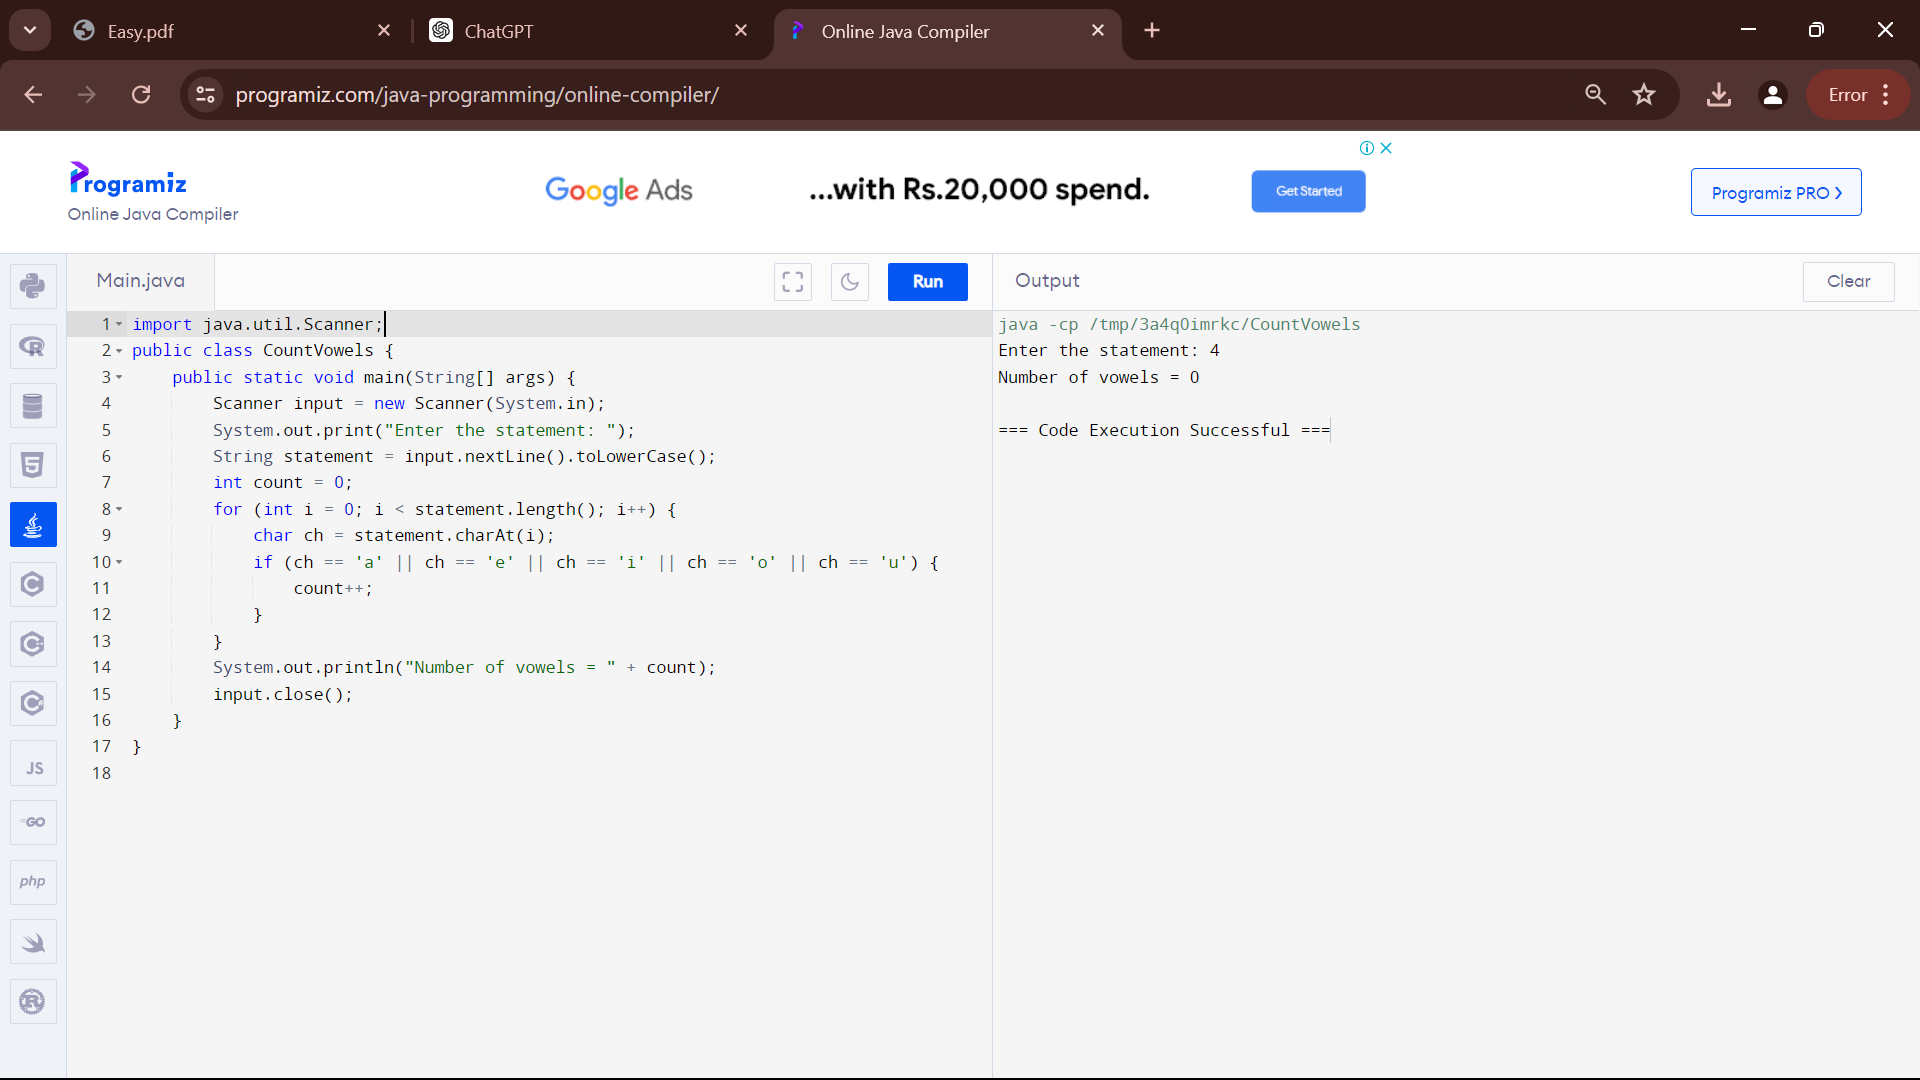 Easy.pdf
ChatGPT
Online Java Compiler
programiz.com/java-programming/online-compiler/
Error
Programiz
Online Java Compiler
Google Ads
...with Rs.20,000 spend.
Get Started
Programiz PRO >
Main.java
Run
Output
Clear
1 import java.util.Scanner;
2 public class CountVowels {
3 public static void main(String[] args) {
4 Scanner input = new Scanner(System.in);
5 System.out.print("Enter the statement: ");
6 String statement = input.nextLine().toLowerCase();
7 int count = 0;
8 for (int i = 0; i < statement.length(); i++) {
9 char ch = statement.charAt(i);
10 if (ch == 'a' || ch == 'e' || ch == 'i' || ch == 'o' || ch == 'u') {
11 count++;
12 }
13 }
14 System.out.println("Number of vowels = " + count);
15 input.close();
16 }
17 }
18
java -cp /tmp/3a4q0imrkc/CountVowels
Enter the statement: 4
Number of vowels = 0
=== Code Execution Successful ===
R
5
C
C
C
JS
GO
php
R